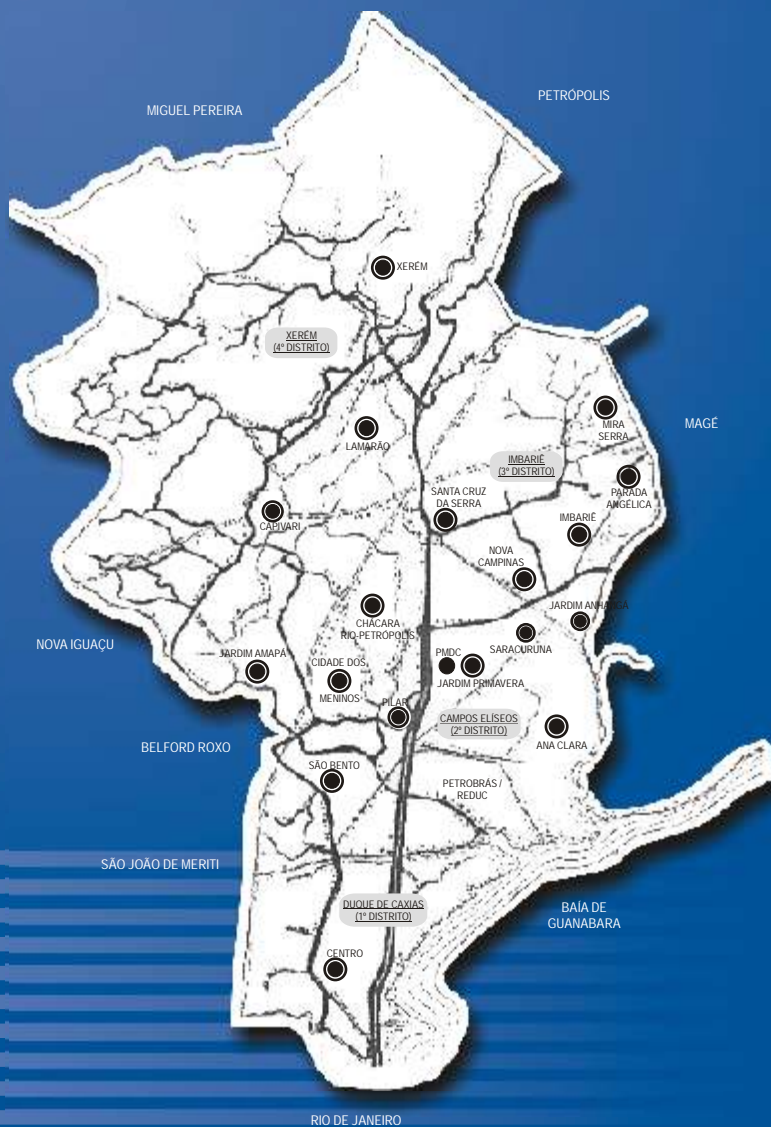 PETRÓPOLIS
MIGUEL PEREIRA
XERÉM
XERÉM
(4º DISTRITO)
MIRA
SERRA
MAGÉ
LAMARÃO
IMBARIÊ
(3º DISTRITO)
PARADA
ANGÉLICA
SANTA CRUZ
DA SERRA
CAPIVARI
IMBARIÊ
NOVA
CAMPINAS
JARDIM ANHANGÁ
CHÁCARA
RIO-PETRÓPOLIS
NOVA IGUAÇU
SARACURUNA
JARDIM AMAPÁ
PMDC
CIDADE DOS
MENINOS
JARDIM PRIMAVERA
PILAR
CAMPOS ELÍSEOS
(2º DISTRITO)
ANA CLARA
BELFORD ROXO
SÃO BENTO
PETROBRÁS /
REDUC
SÃO JOÃO DE MERITI
DUQUE DE CAXIAS
(1º DISTRITO)
BAÍA DE
GUANABARA
CENTRO
RIO DE JANEIRO